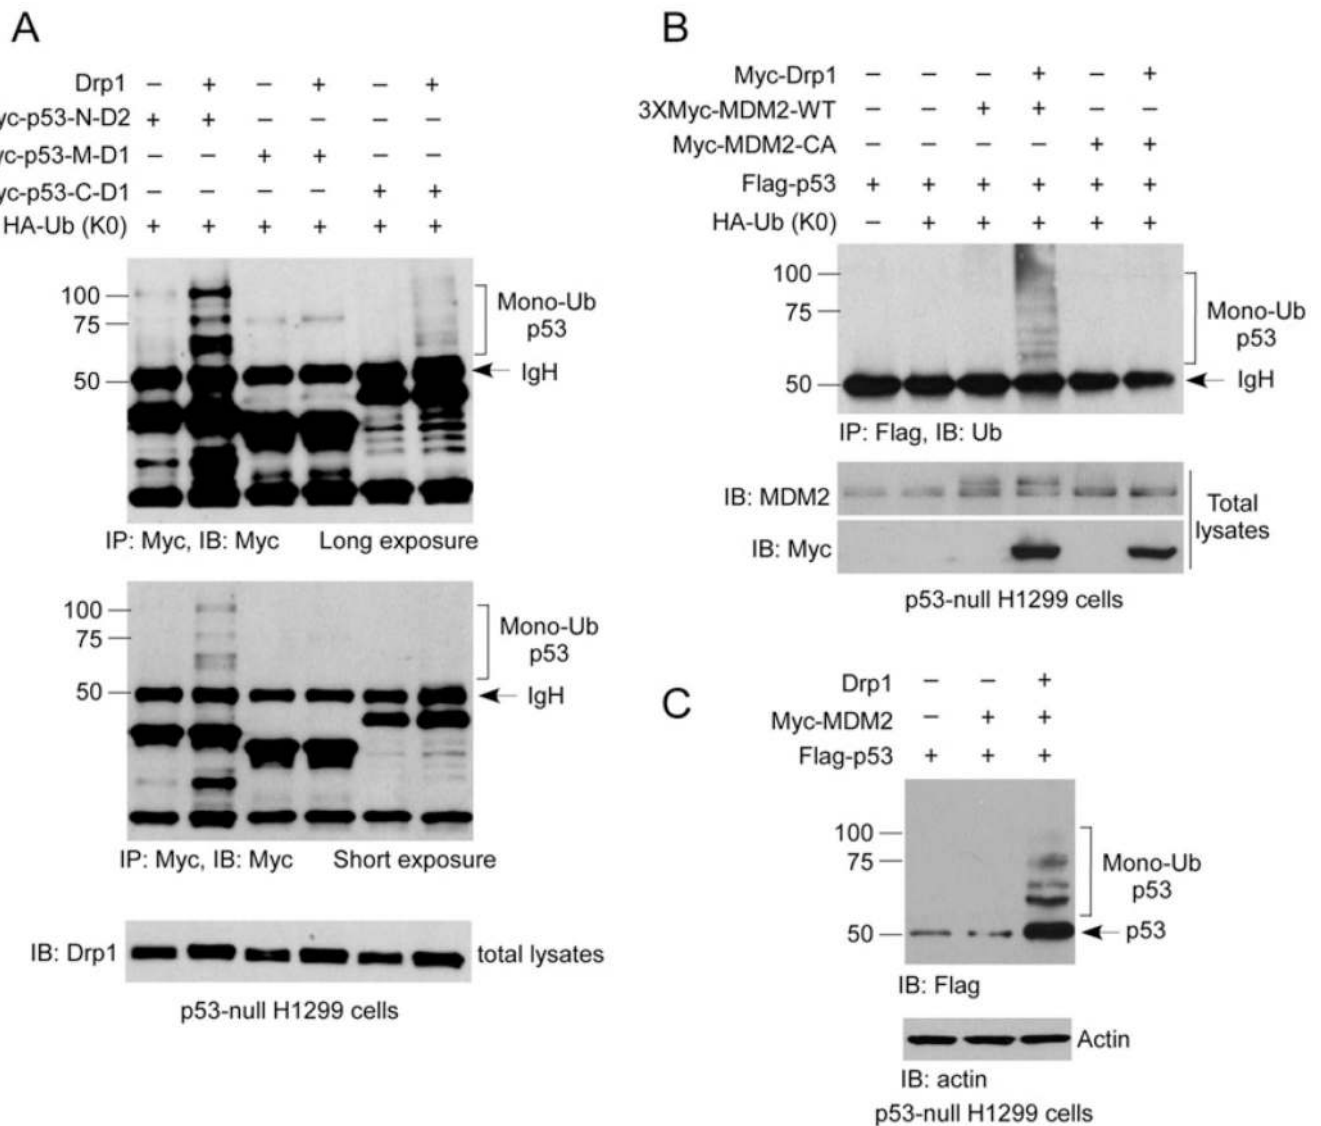 A
Drp1 – + – + – +
yc-p53-N-D2 + + – – – –
yc-p53-M-D1 – – + + – –
yc-p53-C-D1 – – – – + +
HA-Ub (K0) + + + + + +
100
75
50
Mono-Ub
p53
IgH
IP: Myc, IB: Myc Long exposure
100
75
50
Mono-Ub
p53
IgH
IP: Myc, IB: Myc Short exposure
IB: Drp1 total lysates
p53-null H1299 cells
B
Myc-Drp1 – – – + – +
3XMyc-MDM2-WT – – + + – –
Myc-MDM2-CA – – – – + +
Flag-p53 + + + + + +
HA-Ub (K0) – + + + + +
100
75
50
Mono-Ub
p53
IgH
IP: Flag, IB: Ub
IB: MDM2
IB: Myc
Total
lysates
p53-null H1299 cells
C
Drp1 – – +
Myc-MDM2 – + +
Flag-p53 + + +
100
75
50
Mono-Ub
p53
p53
IB: Flag
Actin
IB: actin
p53-null H1299 cells